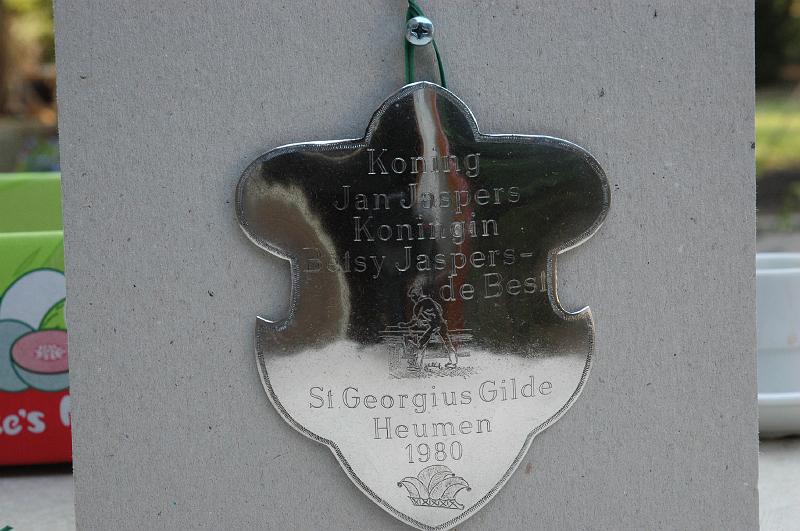 Koning
Jan Jaspers
Koningin
Betsy Jaspers-
de Best
St. Georgius Gilde
Heumen
1980